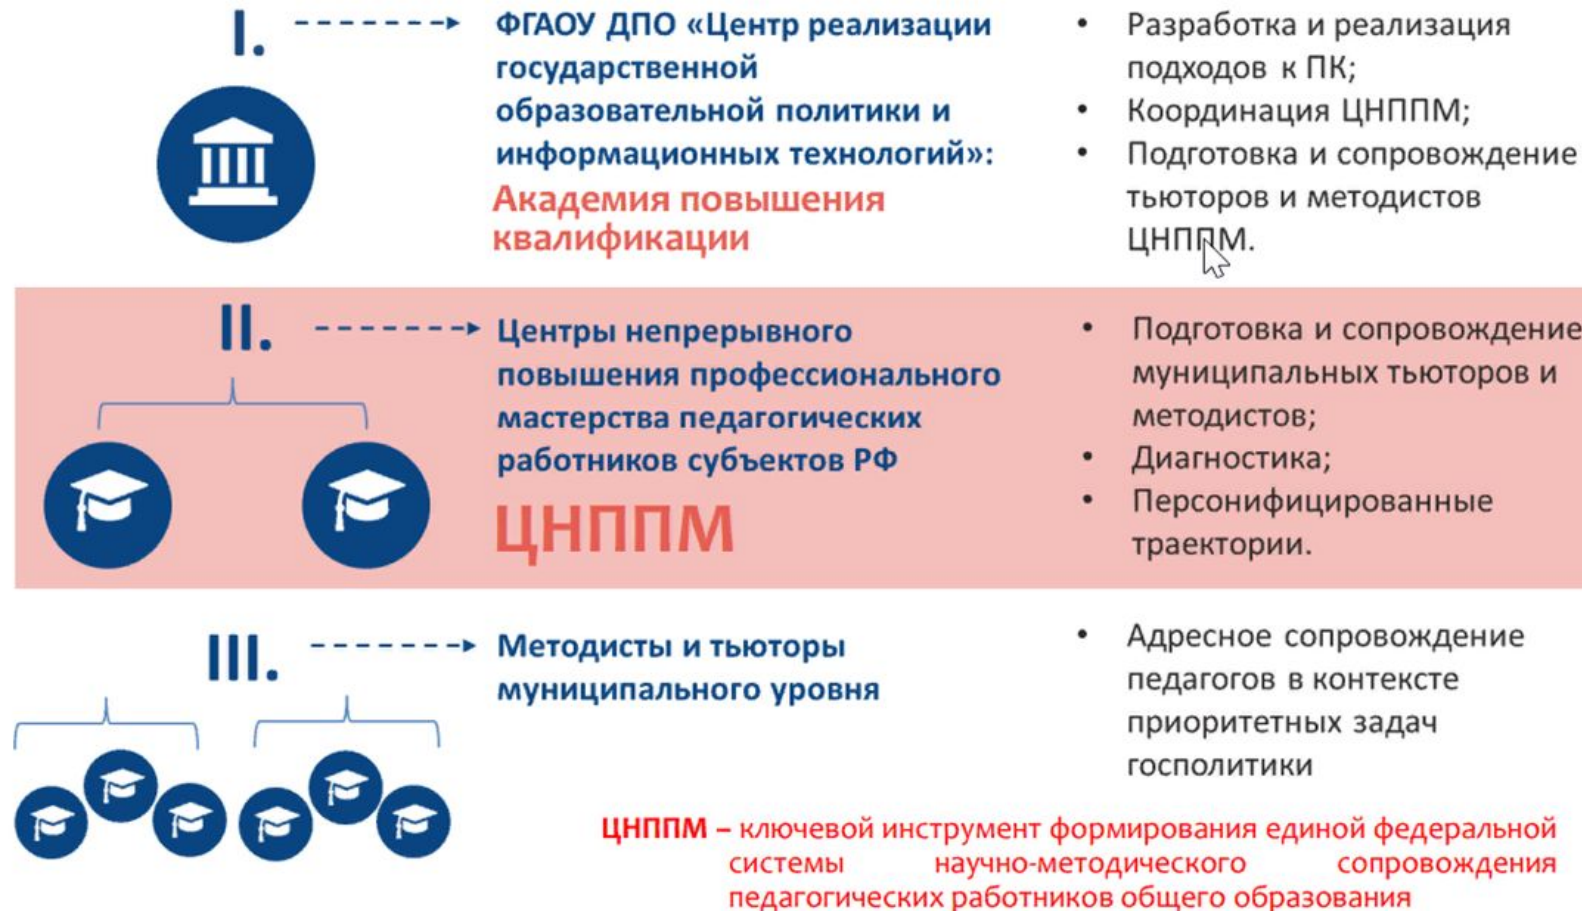 I.
ФГАОУ ДПО «Центр реализации
государственной
образовательной политики и
информационных технологий»:
Академия повышения
квалификации
• Разработка и реализация
подходов к ПК;
• Координация ЦНППМ;
• Подготовка и сопровождение
тьюторов и методистов
ЦНППМ.
II.
Центры непрерывного
повышения профессионального
мастерства педагогических
работников субъектов РФ
ЦНППМ
• Подготовка и сопровождение
муниципальных тьюторов и
методистов;
• Диагностика;
• Персонифицированные
траектории.
III.
Методисты и тьюторы
муниципального уровня
• Адресное сопровождение
педагогов в контексте
приоритетных задач
госполитики
ЦНППМ – ключевой инструмент формирования единой федеральной
системы научно-методического сопровождения
педагогических работников общего образования